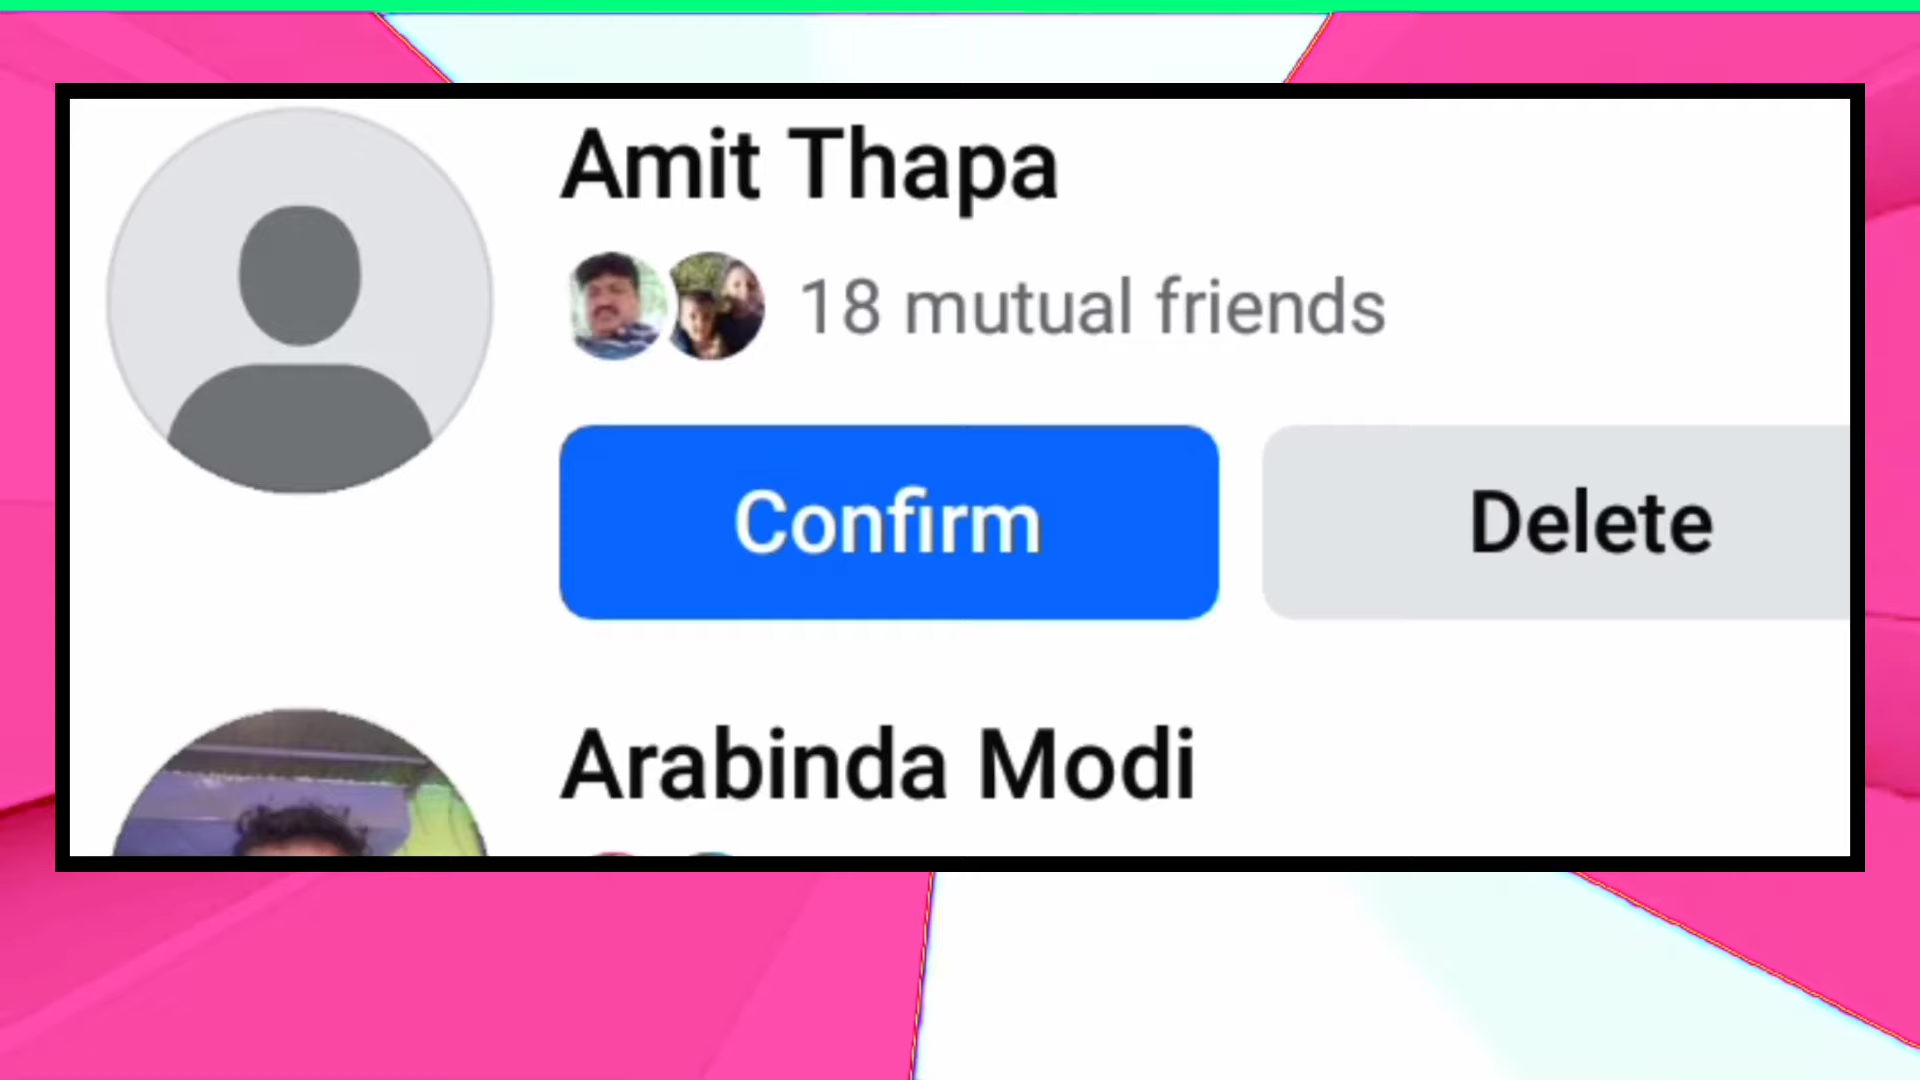 Amit Thapa
18 mutual friends
Confirm Delete
Arabinda Modi